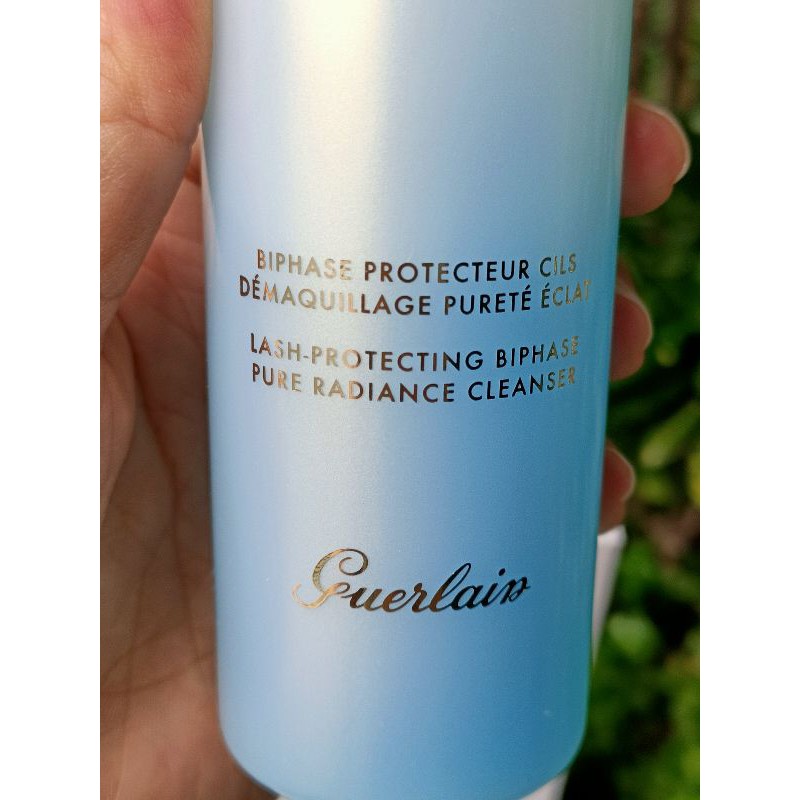 BIPHASE PROTECTEUR CILS
DÉMAQUILLAGE PURETÉ ÉCLAT
LASH-PROTECTING BIPHASE
PURE RADIANCE CLEANSER
Guerlain